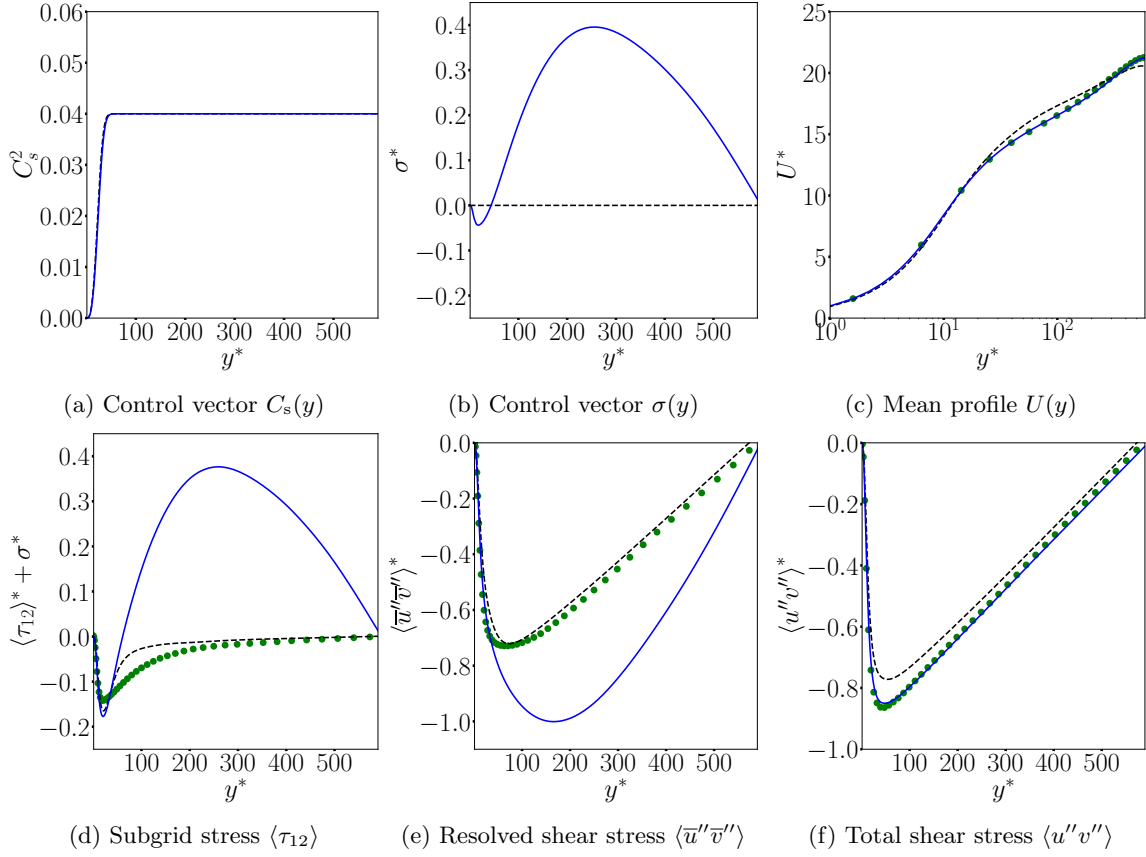 0.06
0.05
0.04
0.03
0.02
0.01
0.00
C_s^2
100 200 300 400 500
y*
(a) Control vector C_s(y)
0.4
0.3
0.2
0.1
0.0
−0.1
−0.2
σ*
100 200 300 400 500
y*
(b) Control vector σ(y)
25
20
15
10
5
0
U*
10^0 10^1 10^2
y*
(c) Mean profile U(y)
0.4
0.3
0.2
0.1
0.0
−0.1
−0.2
⟨τ_12⟩* + σ*
100 200 300 400 500
y*
(d) Subgrid stress ⟨τ_12⟩
0.0
−0.2
−0.4
−0.6
−0.8
−1.0
⟨u̅''v̅''⟩*
100 200 300 400 500
y*
(e) Resolved shear stress ⟨u̅''v̅''⟩
0.0
−0.2
−0.4
−0.6
−0.8
−1.0
⟨u''v''⟩*
100 200 300 400 500
y*
(f) Total shear stress ⟨u''v''⟩